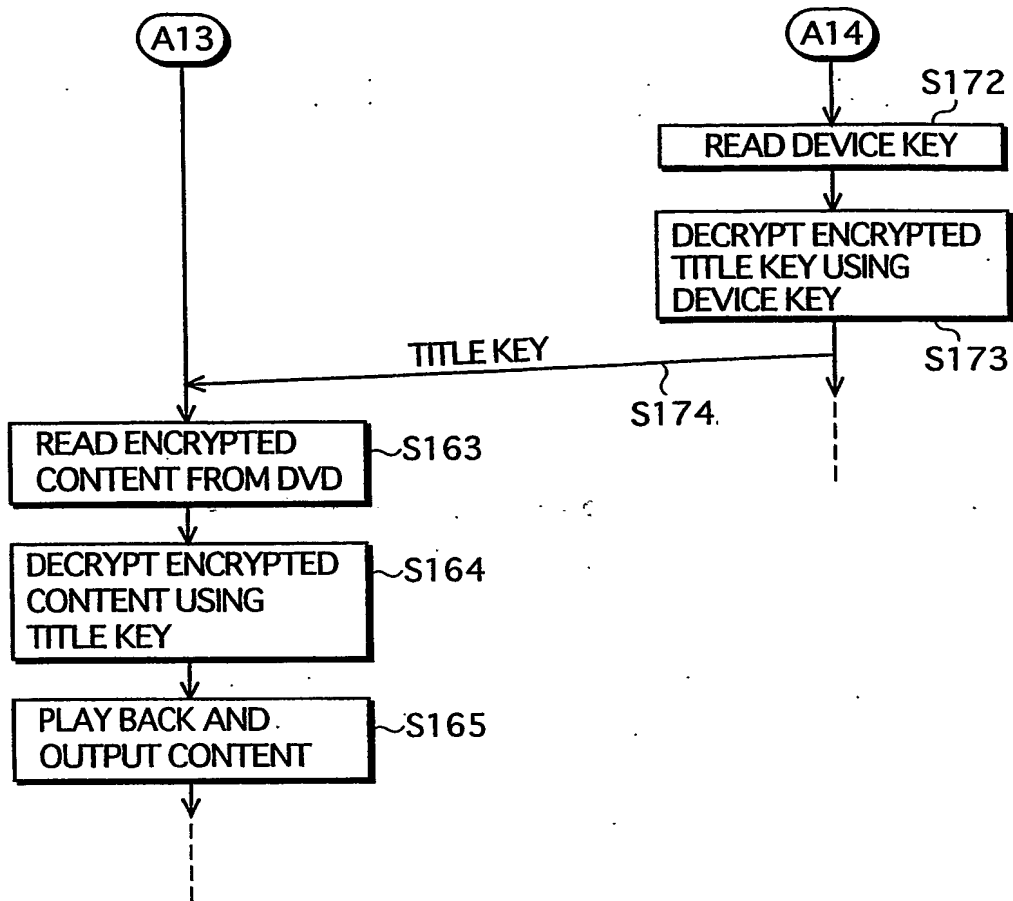 A13
A14
S172
READ DEVICE KEY
DECRYPT ENCRYPTED
TITLE KEY USING
DEVICE KEY
S173
TITLE KEY
S174
READ ENCRYPTED
CONTENT FROM DVD
S163
DECRYPT ENCRYPTED
CONTENT USING
TITLE KEY
S164
PLAY BACK AND
OUTPUT CONTENT
S165